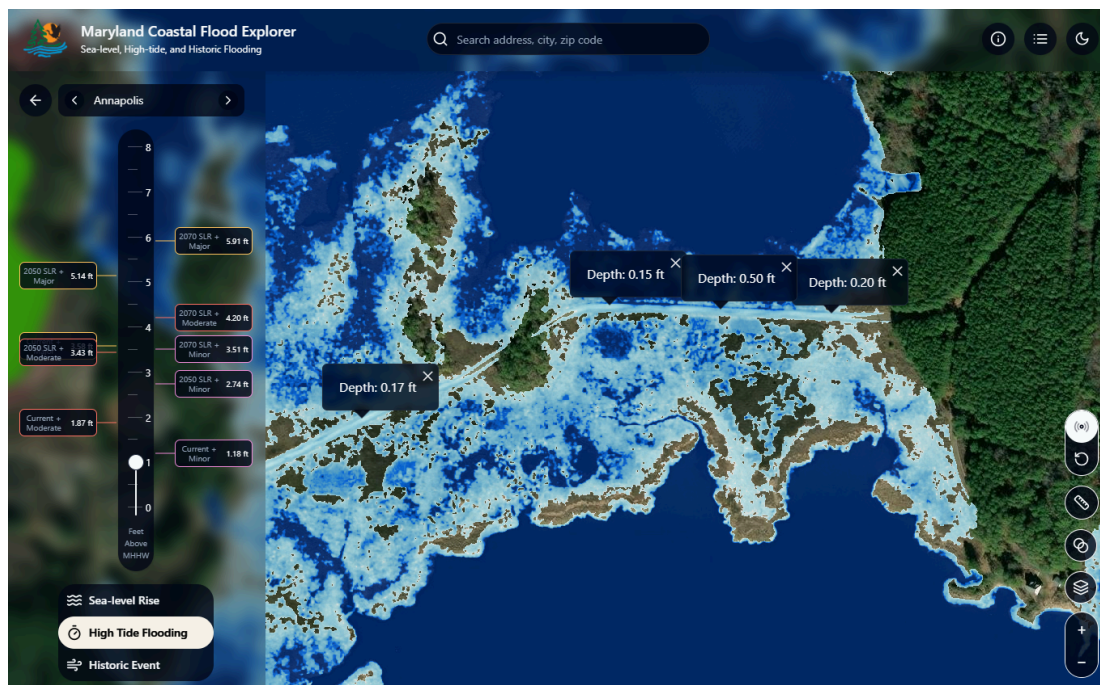 Maryland Coastal Flood Explorer
Sea-level, High-tide, and Historic Flooding
Search address, city, zip code
Annapolis
8
7
6
5
4
3
2
1
0
Feet
Above
MHHW
2070 SLR +
Major
5.91 ft
2050 SLR +
Major
5.14 ft
2070 SLR +
Moderate
4.20 ft
2050 SLR +
Moderate
3.43 ft
2070 SLR +
Minor
3.51 ft
2050 SLR +
Minor
2.74 ft
Current +
Moderate
1.87 ft
Current +
Minor
1.18 ft
Depth: 0.15 ft
Depth: 0.50 ft
Depth: 0.20 ft
Depth: 0.17 ft
Sea-level Rise
High Tide Flooding
Historic Event